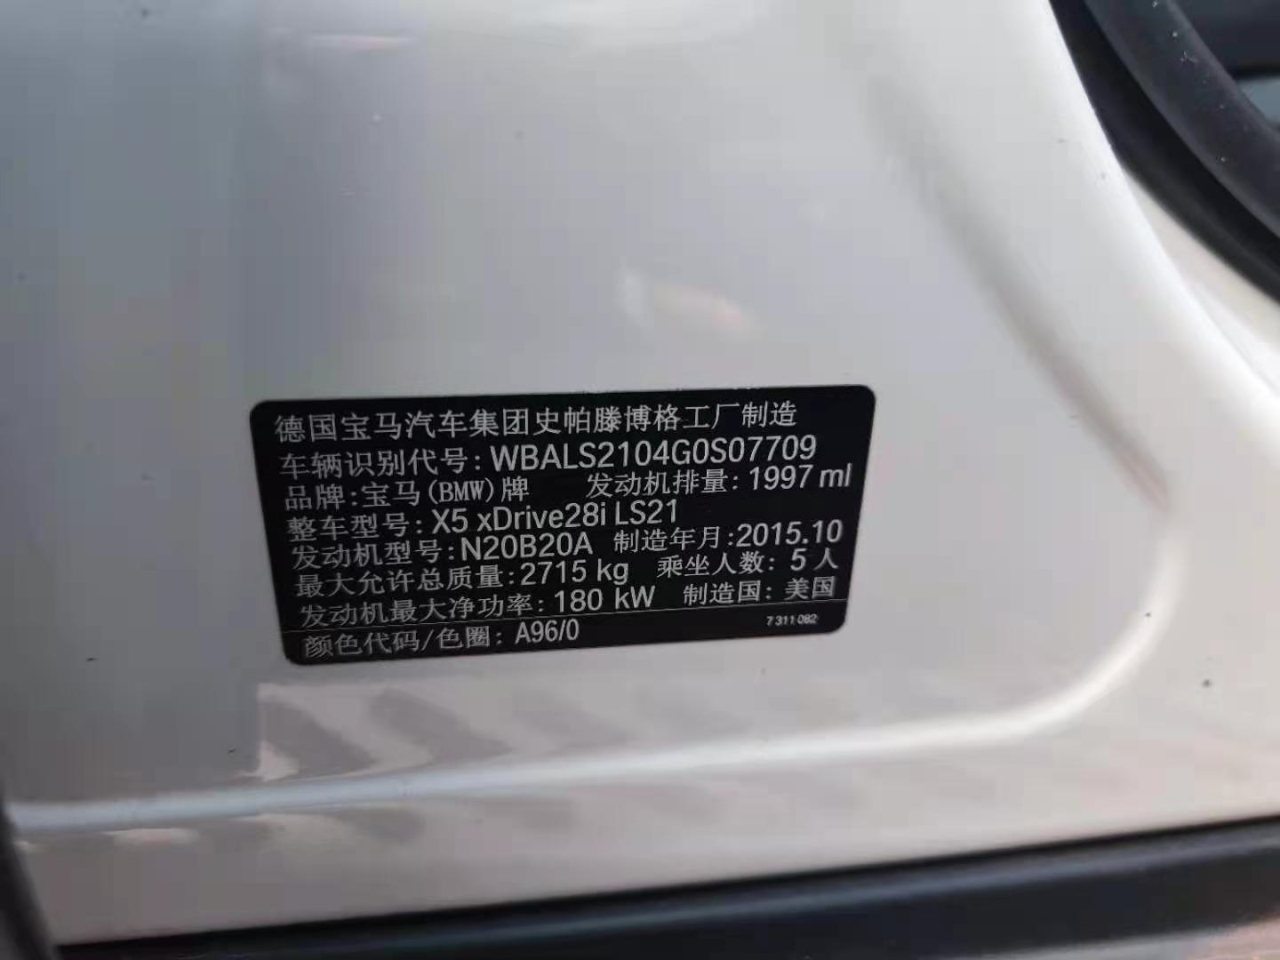 德国宝马汽车集团史帕滕博格工厂制造
车辆识别代号: WBALS2104G0S07709
品牌:宝马(BMW)牌 发动机排量: 1997 ml
整车型号: X5 xDrive28i LS21
发动机型号: N20B20A 制造年月:2015.10
最大允许总质量: 2715 kg 乘坐人数: 5人
发动机最大净功率: 180 kW 制造国: 美国
颜色代码/色圈: A96/0 7 311 082